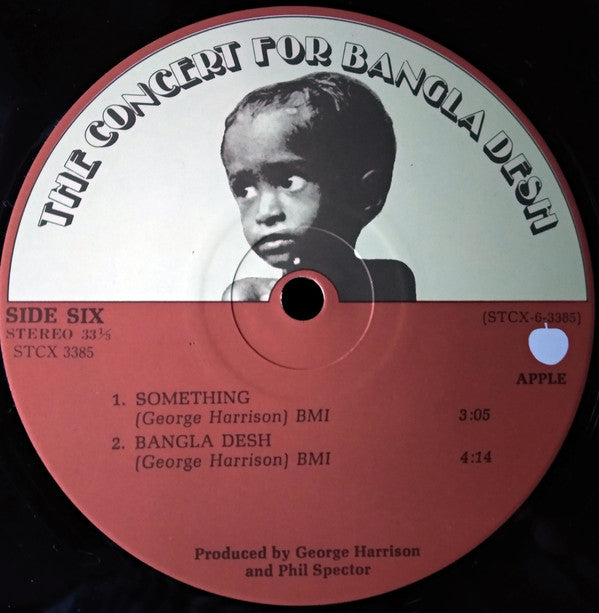 THE CONCERT FOR BANGLA DESH
SIDE SIX
STEREO 33⅓
STCX 3385
(STCX-6-3385)
APPLE
1. SOMETHING
(George Harrison) BMI 3:05
2. BANGLA DESH
(George Harrison) BMI 4:14
Produced by George Harrison
and Phil Spector